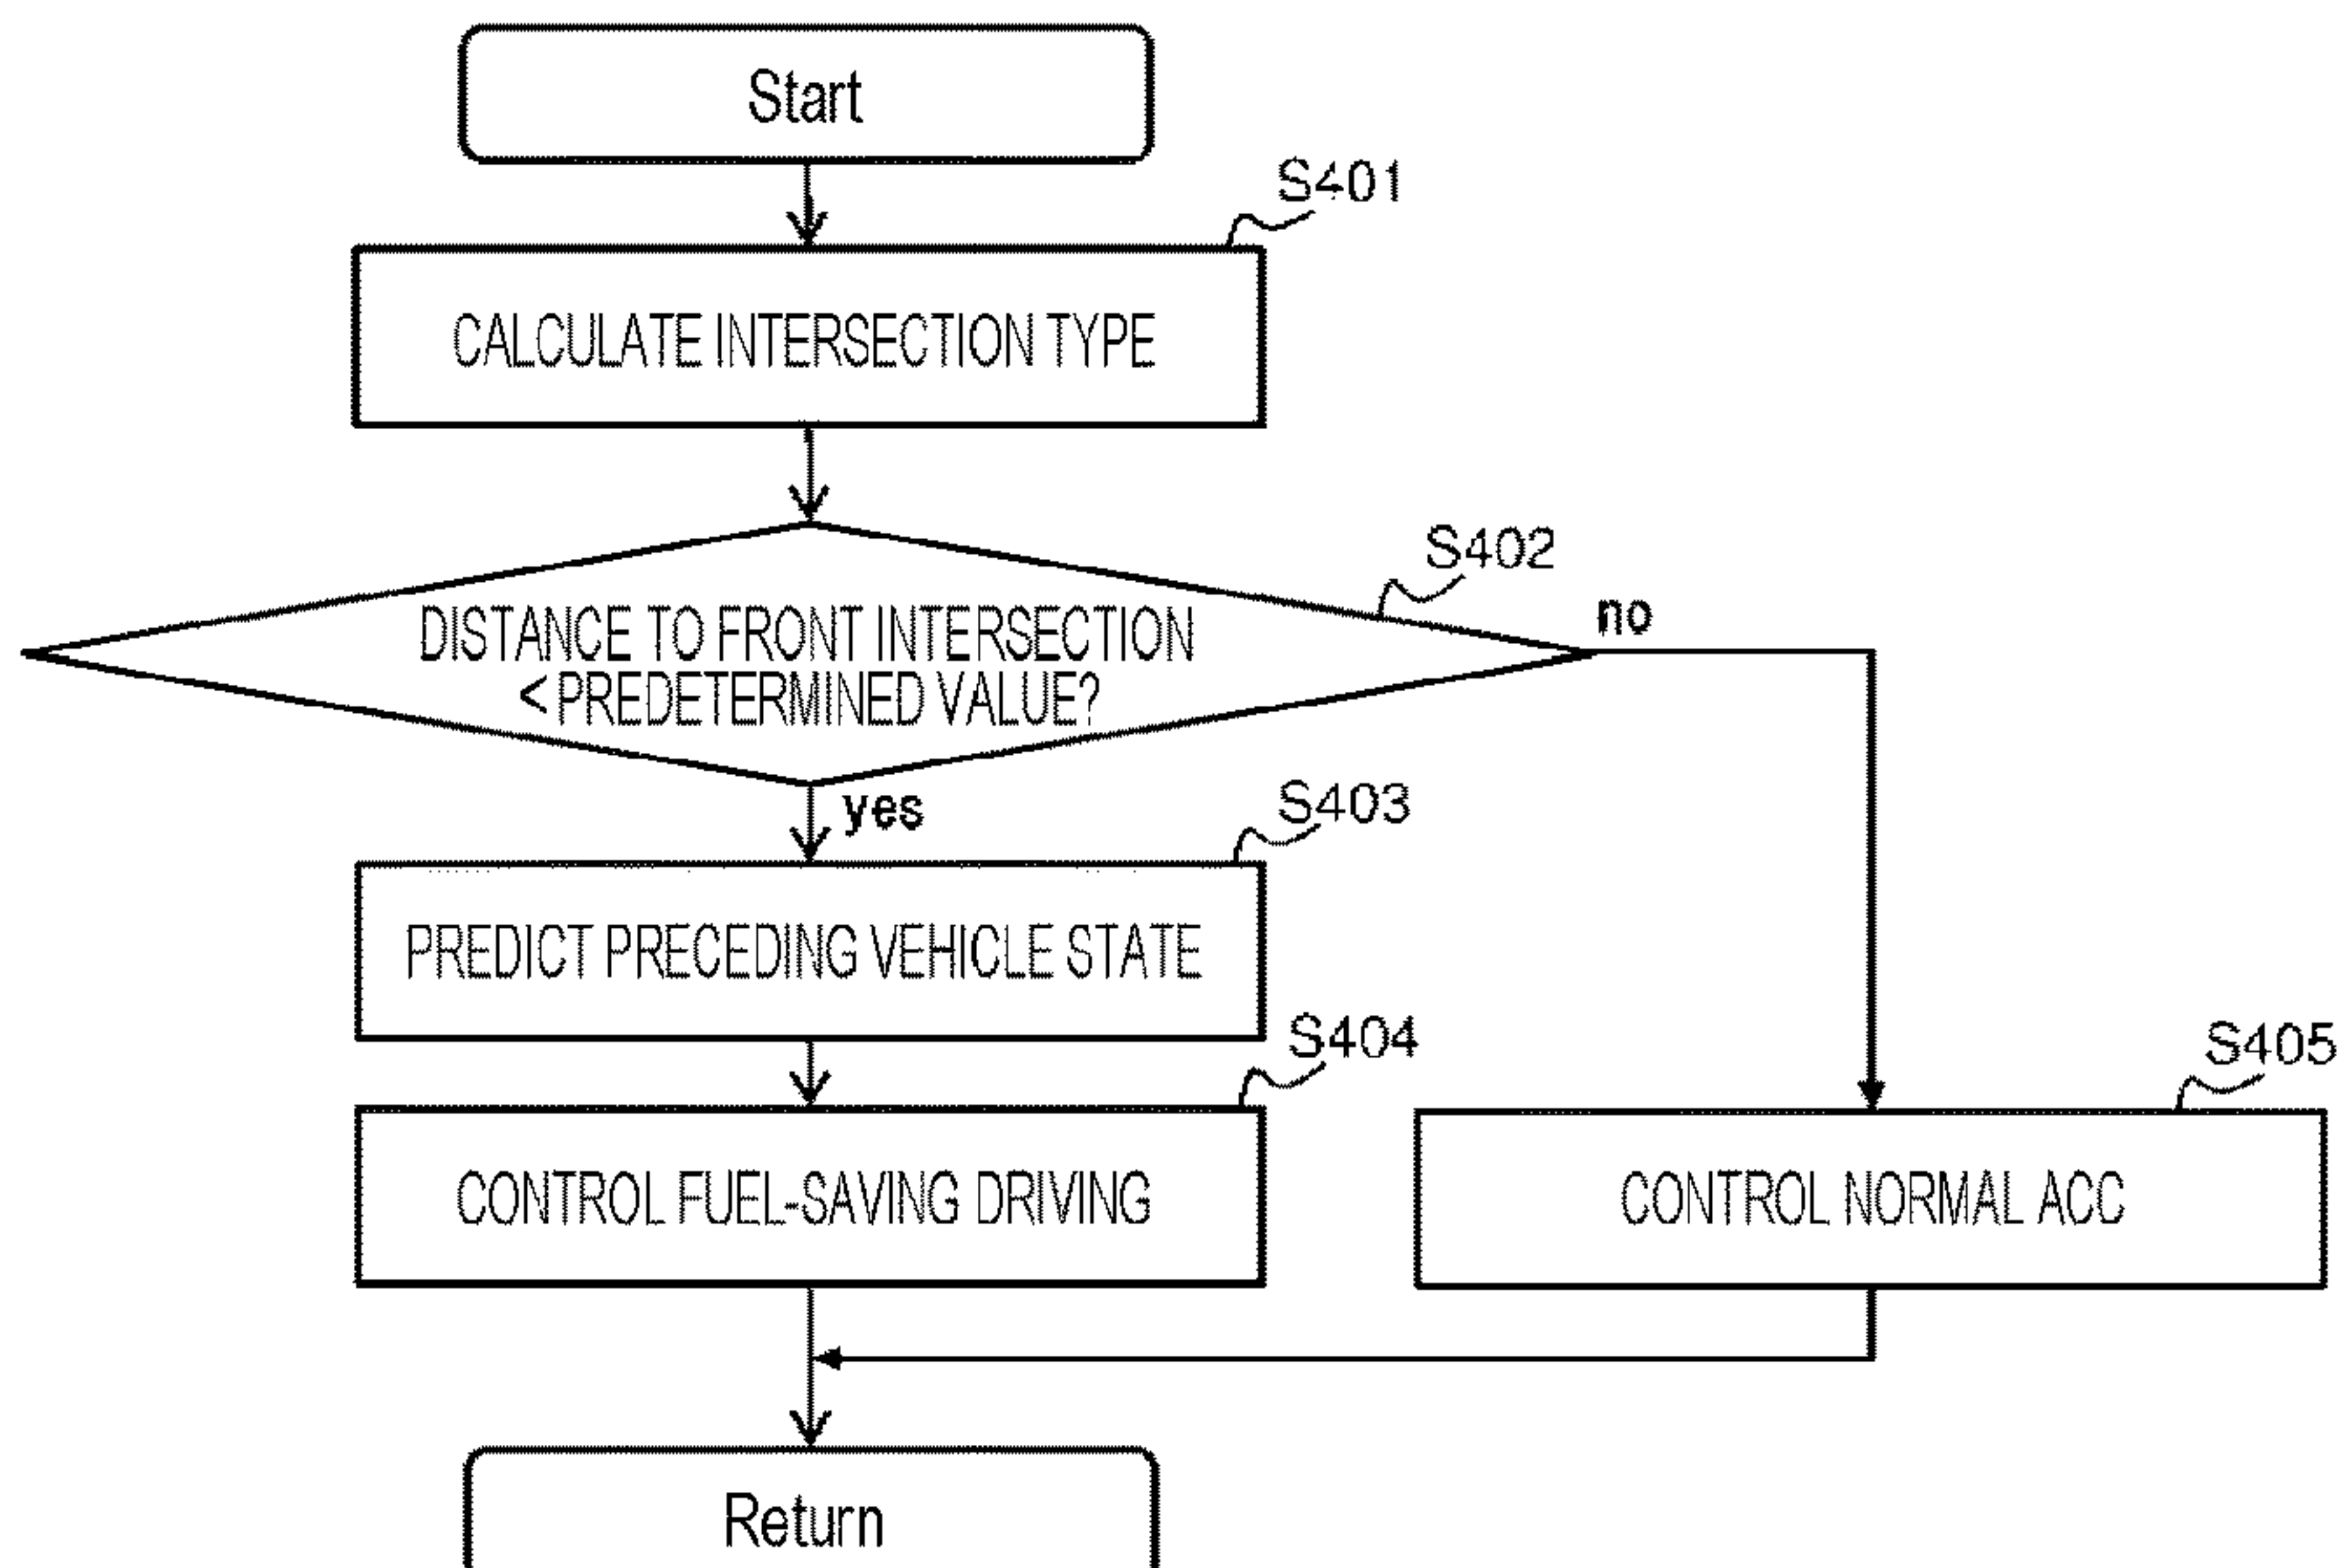 Start
S401
CALCULATE INTERSECTION TYPE
S402
DISTANCE TO FRONT INTERSECTION
< PREDETERMINED VALUE?
no
yes
S403
PREDICT PRECEDING VEHICLE STATE
S404
CONTROL FUEL-SAVING DRIVING
S405
CONTROL NORMAL ACC
Return